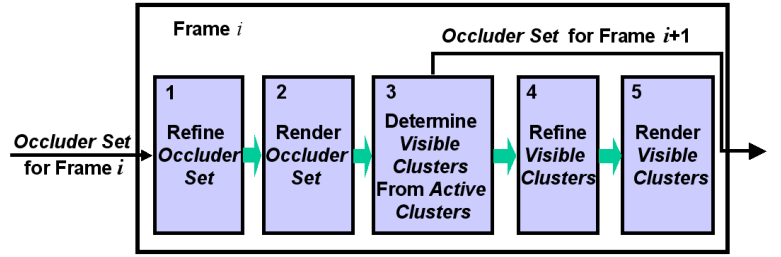 Frame i
Occluder Set for Frame i+1
Occluder Set
for Frame i
1
Refine
Occluder
Set
2
Render
Occluder
Set
3
Determine
Visible
Clusters
From Active
Clusters
4
Refine
Visible
Clusters
5
Render
Visible
Clusters